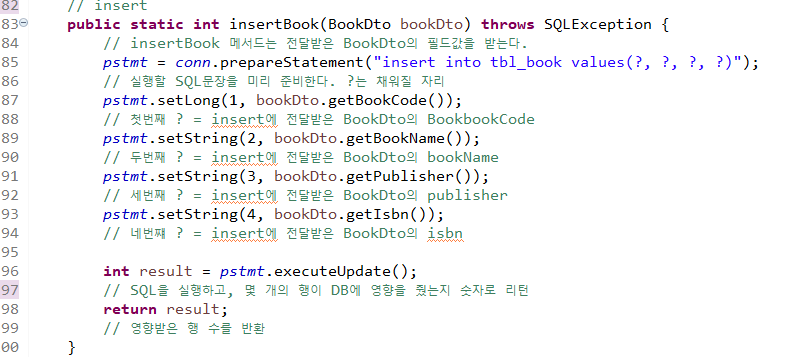 82 // insert
83 public static int insertBook(BookDto bookDto) throws SQLException {
84 // insertBook 메서드는 전달받은 BookDto의 필드값을 받는다.
85 pstmt = conn.prepareStatement("insert into tbl_book values(?, ?, ?, ?)");
86 // 실행할 SQL문장을 미리 준비한다. ?는 채워질 자리
87 pstmt.setLong(1, bookDto.getBookCode());
88 // 첫번째 ? = insert에 전달받은 BookDto의 BookbookCode
89 pstmt.setString(2, bookDto.getBookName());
90 // 두번째 ? = insert에 전달받은 BookDto의 bookName
91 pstmt.setString(3, bookDto.getPublisher());
92 // 세번째 ? = insert에 전달받은 BookDto의 publisher
93 pstmt.setString(4, bookDto.getIsbn());
94 // 네번째 ? = insert에 전달받은 BookDto의 isbn
95
96 int result = pstmt.executeUpdate();
97 // SQL을 실행하고, 몇 개의 행이 DB에 영향을 줬는지 숫자로 리턴
98 return result;
99 // 영향받은 행 수를 반환
00 }